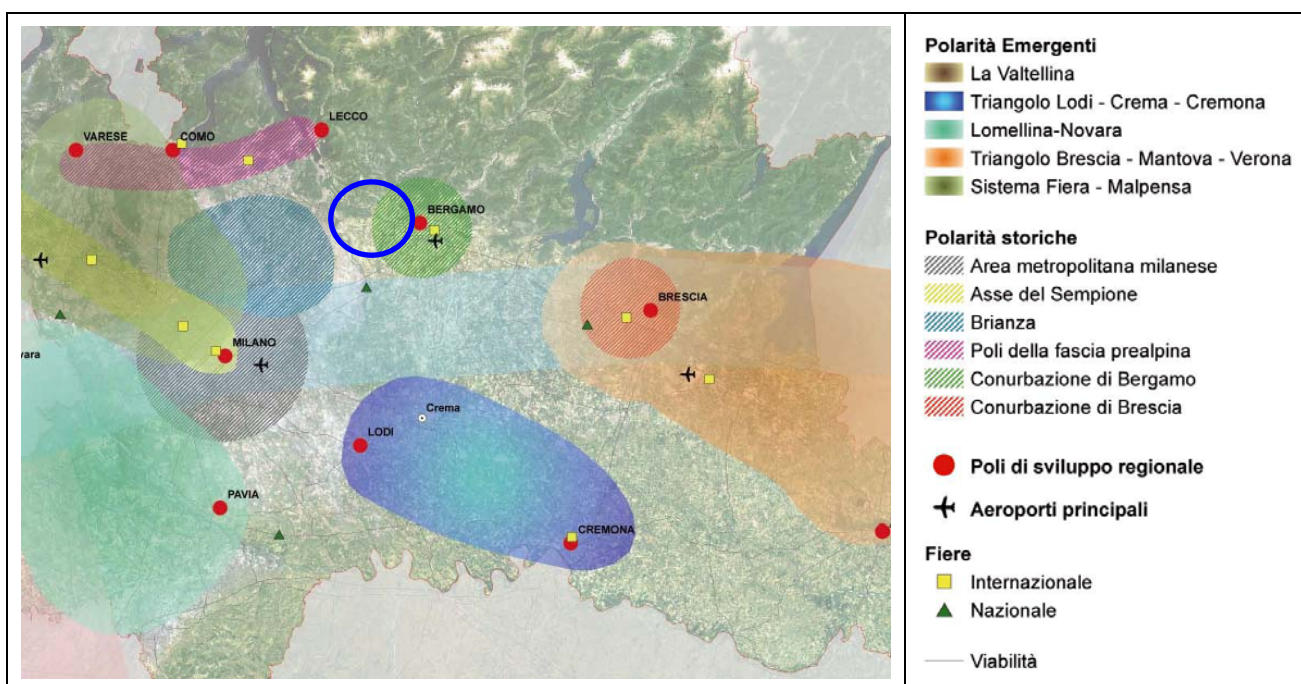 LECCO
VARESE
COMO
BERGAMO
BRESCIA
MILANO
vara
Crema
LODI
PAVIA
CREMONA
Polarità Emergenti
La Valtellina
Triangolo Lodi - Crema - Cremona
Lomellina-Novara
Triangolo Brescia - Mantova - Verona
Sistema Fiera - Malpensa
Polarità storiche
Area metropolitana milanese
Asse del Sempione
Brianza
Poli della fascia prealpina
Conurbazione di Bergamo
Conurbazione di Brescia
Poli di sviluppo regionale
Aeroporti principali
Fiere
Internazionale
Nazionale
Viabilità